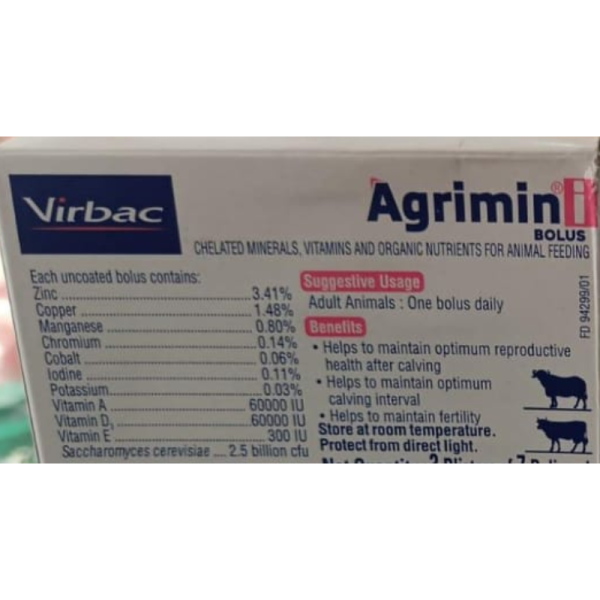 Virbac
Agrimin® i
BOLUS
CHELATED MINERALS, VITAMINS AND ORGANIC NUTRIENTS FOR ANIMAL FEEDING
Each uncoated bolus contains:
Zinc ............ 3.41%
Copper ............ 1.48%
Manganese ............ 0.80%
Chromium ............ 0.14%
Cobalt ............ 0.06%
Iodine ............ 0.11%
Potassium ............ 0.03%
Vitamin A ............ 60000 IU
Vitamin D₃ ............ 60000 IU
Vitamin E ............ 300 IU
Saccharomyces cerevisiae .... 2.5 billion cfu
Suggestive Usage
Adult Animals : One bolus daily
Benefits
• Helps to maintain optimum reproductive
health after calving
• Helps to maintain optimum
calving interval
• Helps to maintain fertility
Store at room temperature.
Protect from direct light.
FD 94299/01